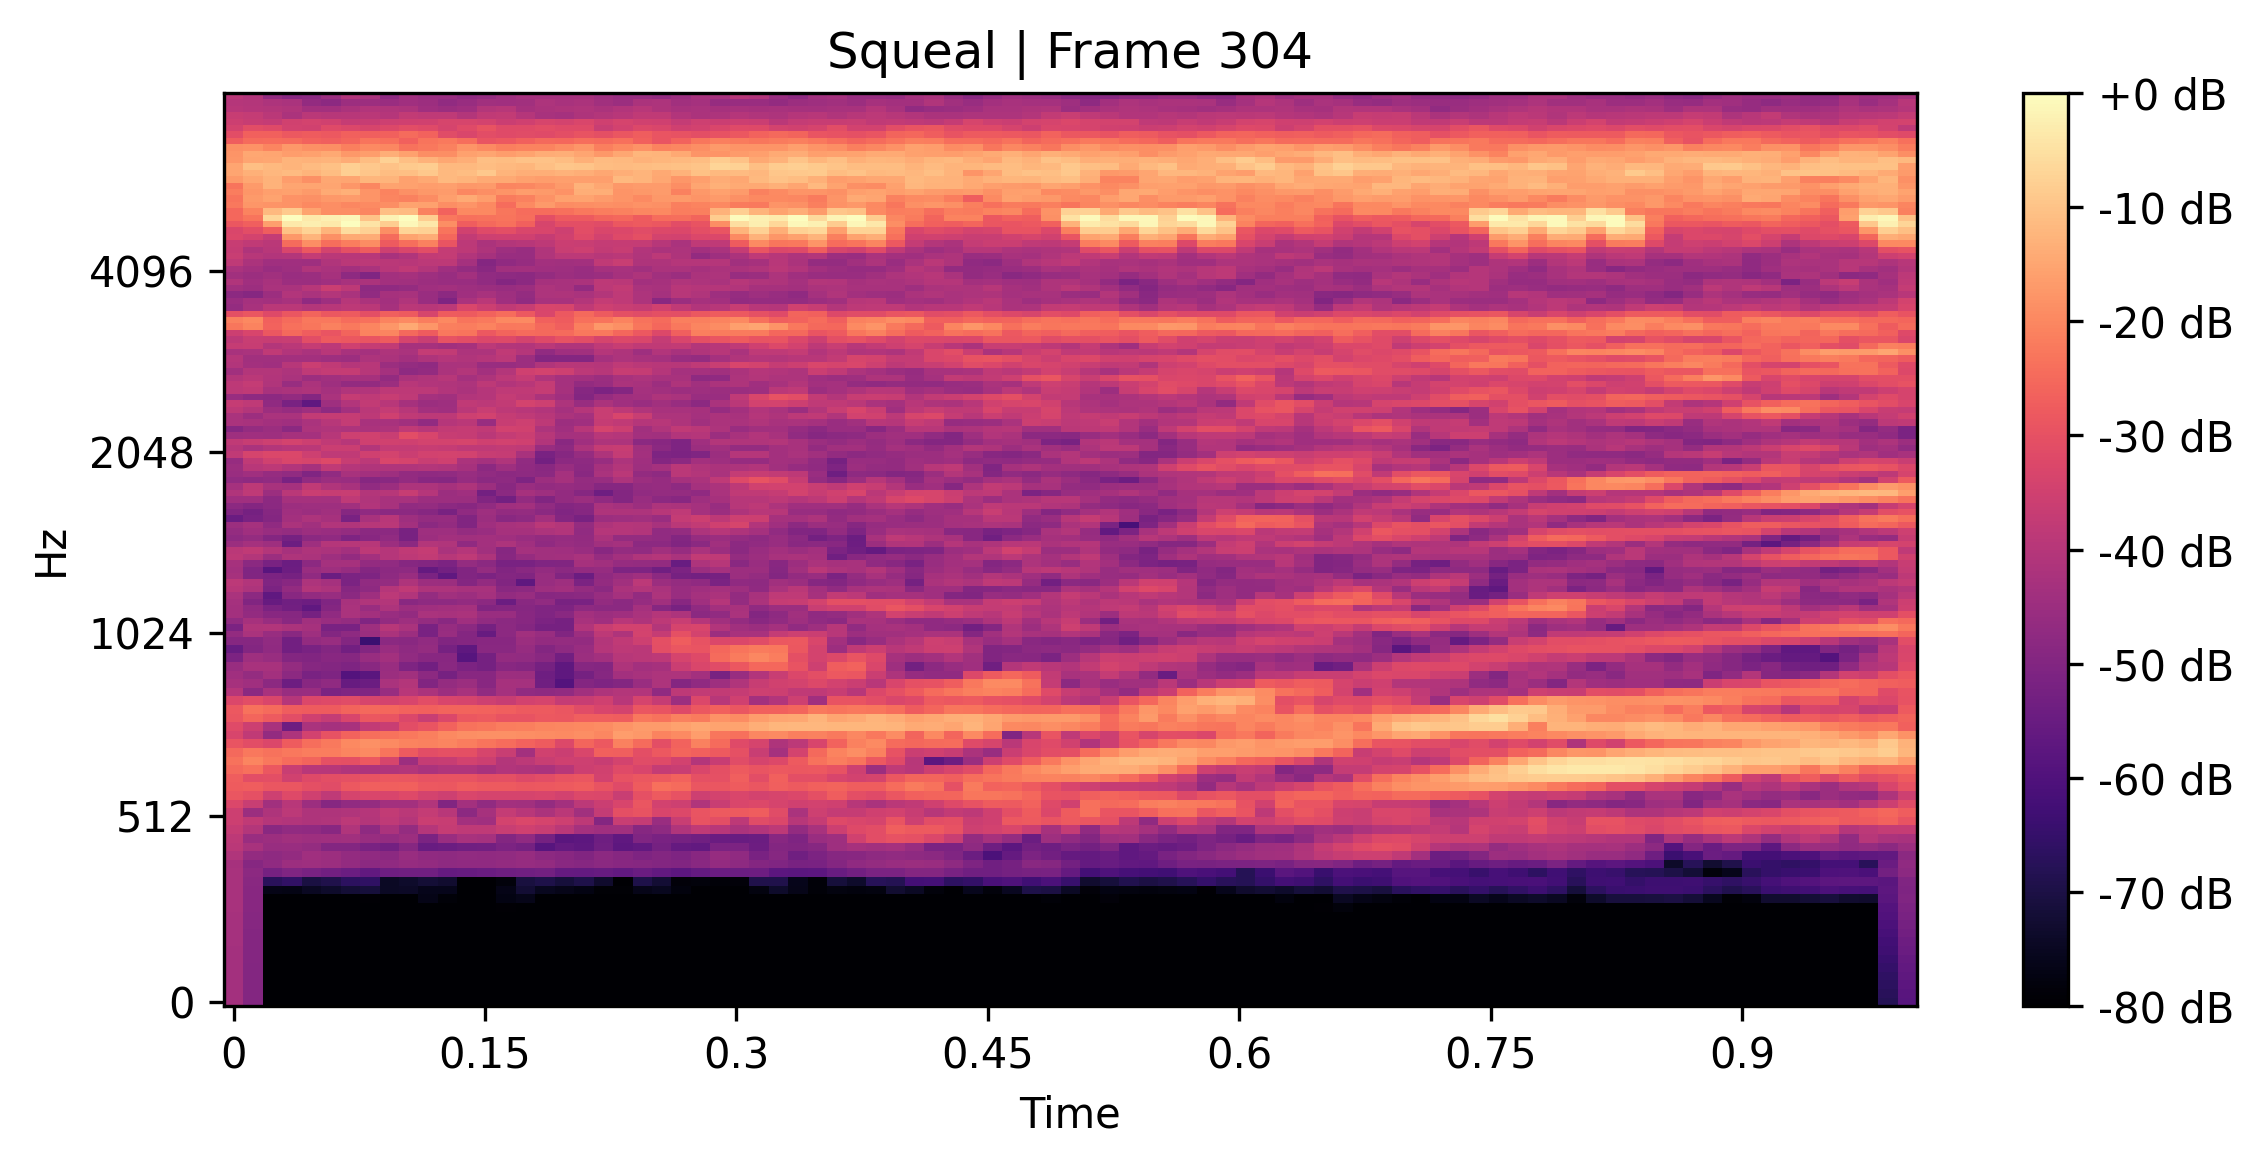 Squeal | Frame 304
Hz
4096
2048
1024
512
0
0 0.15 0.3 0.45 0.6 0.75 0.9
Time
+0 dB
-10 dB
-20 dB
-30 dB
-40 dB
-50 dB
-60 dB
-70 dB
-80 dB